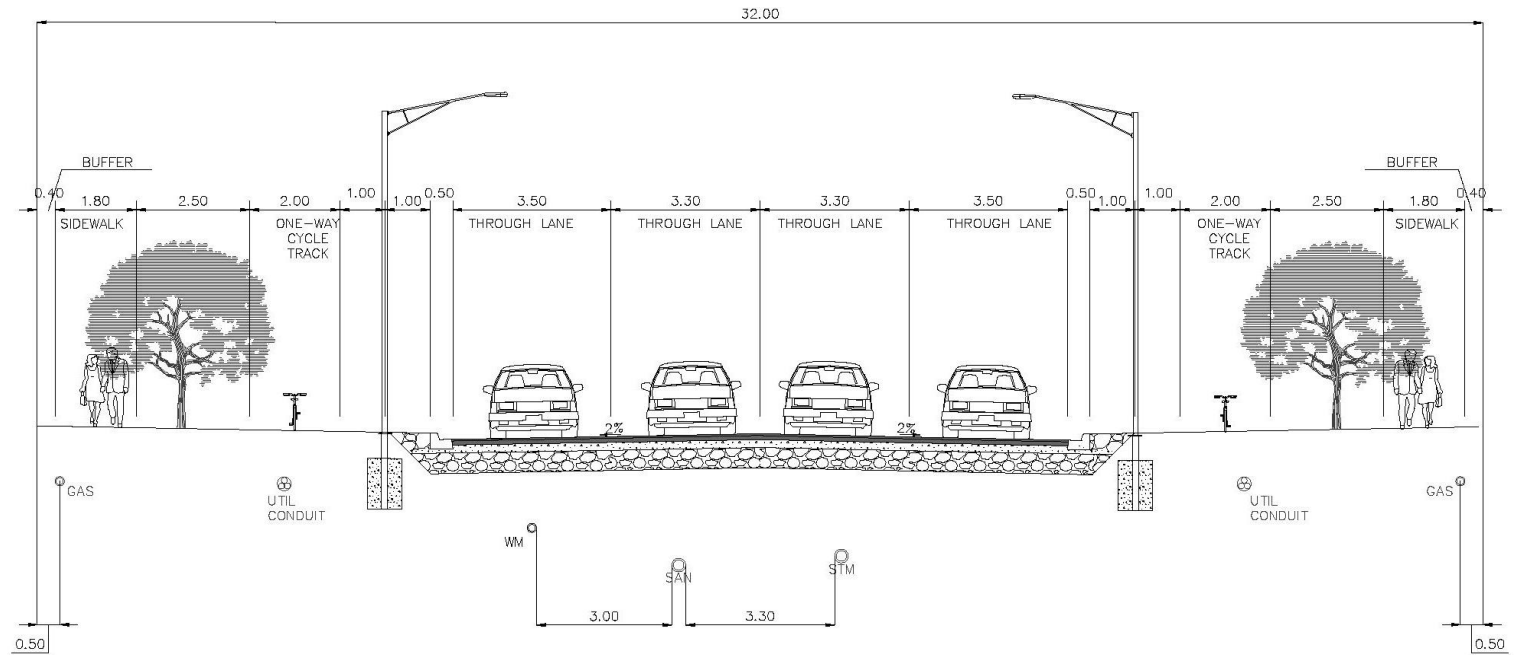 32.00
BUFFER
BUFFER
0.40
1.80
2.50
2.00
1.00
1.00
0.50
3.50
3.30
3.30
3.50
0.50
1.00
1.00
2.00
2.50
1.80
0.40
SIDEWALK
ONE-WAY
CYCLE
TRACK
THROUGH LANE
THROUGH LANE
THROUGH LANE
THROUGH LANE
ONE-WAY
CYCLE
TRACK
SIDEWALK
2%
2%
GAS
UTIL
CONDUIT
WM
SAN
STM
UTIL
CONDUIT
GAS
3.00
3.30
0.50
0.50